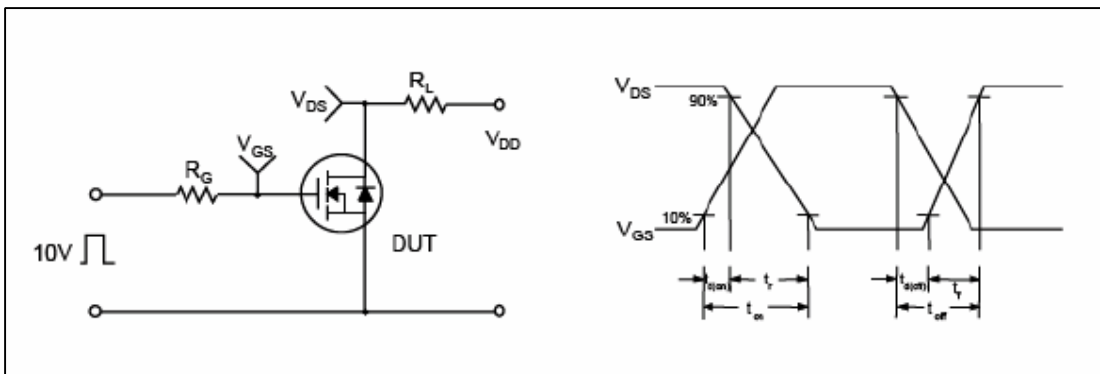 V_DS
R_L
V_DD
V_GS
R_G
10V
DUT
V_DS
90%
10%
V_GS
t_d(on)
t_r
t_on
t_d(off)
t_f
t_off